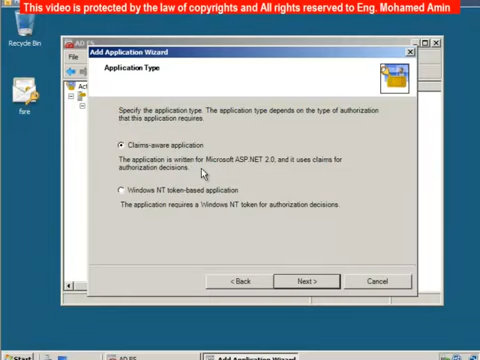 This video is protected by the law of copyrights and All rights reserved to Eng. Mohamed Amin
Recycle Bin
AD FS
Add Application Wizard
File
Application Type
Act
fsre
Specify the application type. The application type depends on the type of authorization
that this application requires.
Claims-aware application
The application is written for Microsoft ASP.NET 2.0, and it uses claims for
authorization decisions.
Windows NT token-based application
The application requires a Windows NT token for authorization decisions.
< Back
Next >
Cancel
Start
AD FS
Add Application Wizard